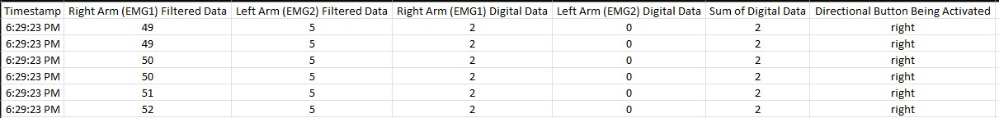 Timestamp Right Arm (EMG1) Filtered Data Left Arm (EMG2) Filtered Data Right Arm (EMG1) Digital Data Left Arm (EMG2) Digital Data Sum of Digital Data Directional Button Being Activated
6:29:23 PM 49 5 2 0 2 right
6:29:23 PM 49 5 2 0 2 right
6:29:23 PM 50 5 2 0 2 right
6:29:23 PM 50 5 2 0 2 right
6:29:23 PM 51 5 2 0 2 right
6:29:23 PM 52 5 2 0 2 right